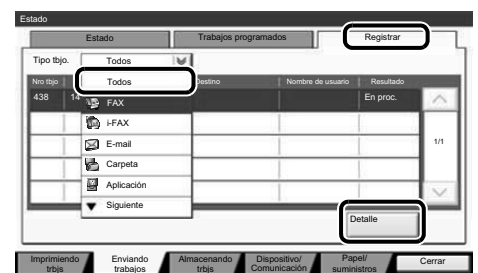 Estado
Estado Trabajos programados Registrar
Tipo tbjo. Todos
Nro tbjo Todos Destino Nombre de usuario Resultado
438 14 FAX En proc.
i-FAX
E-mail 1/1
Carpeta
Aplicación
Siguiente
Detalle
Imprimiendo trbjs Enviando trabajos Almacenando trbjs Dispositivo/ Comunicación Papel/ suministros Cerrar